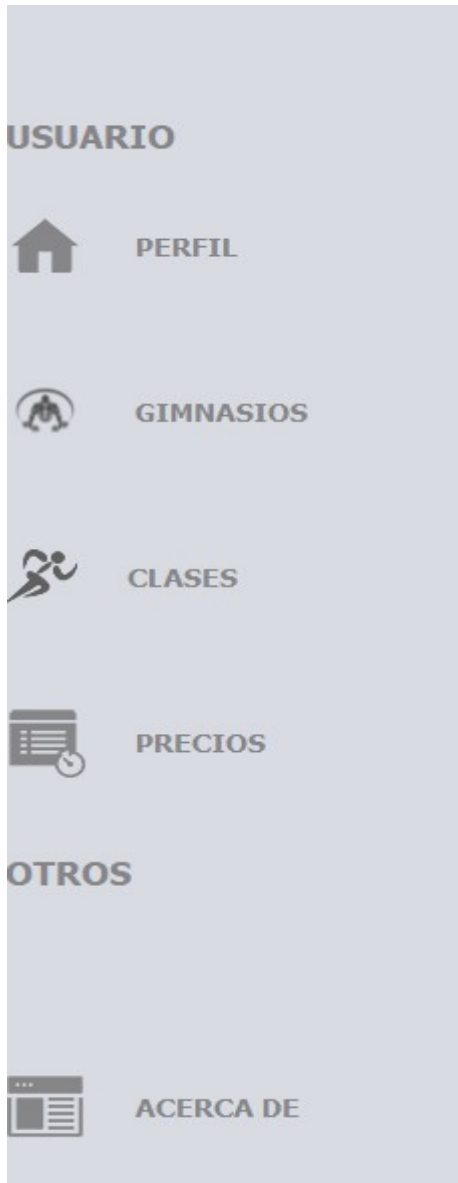 USUARIO
PERFIL
GIMNASIOS
CLASES
PRECIOS
OTROS
ACERCA DE